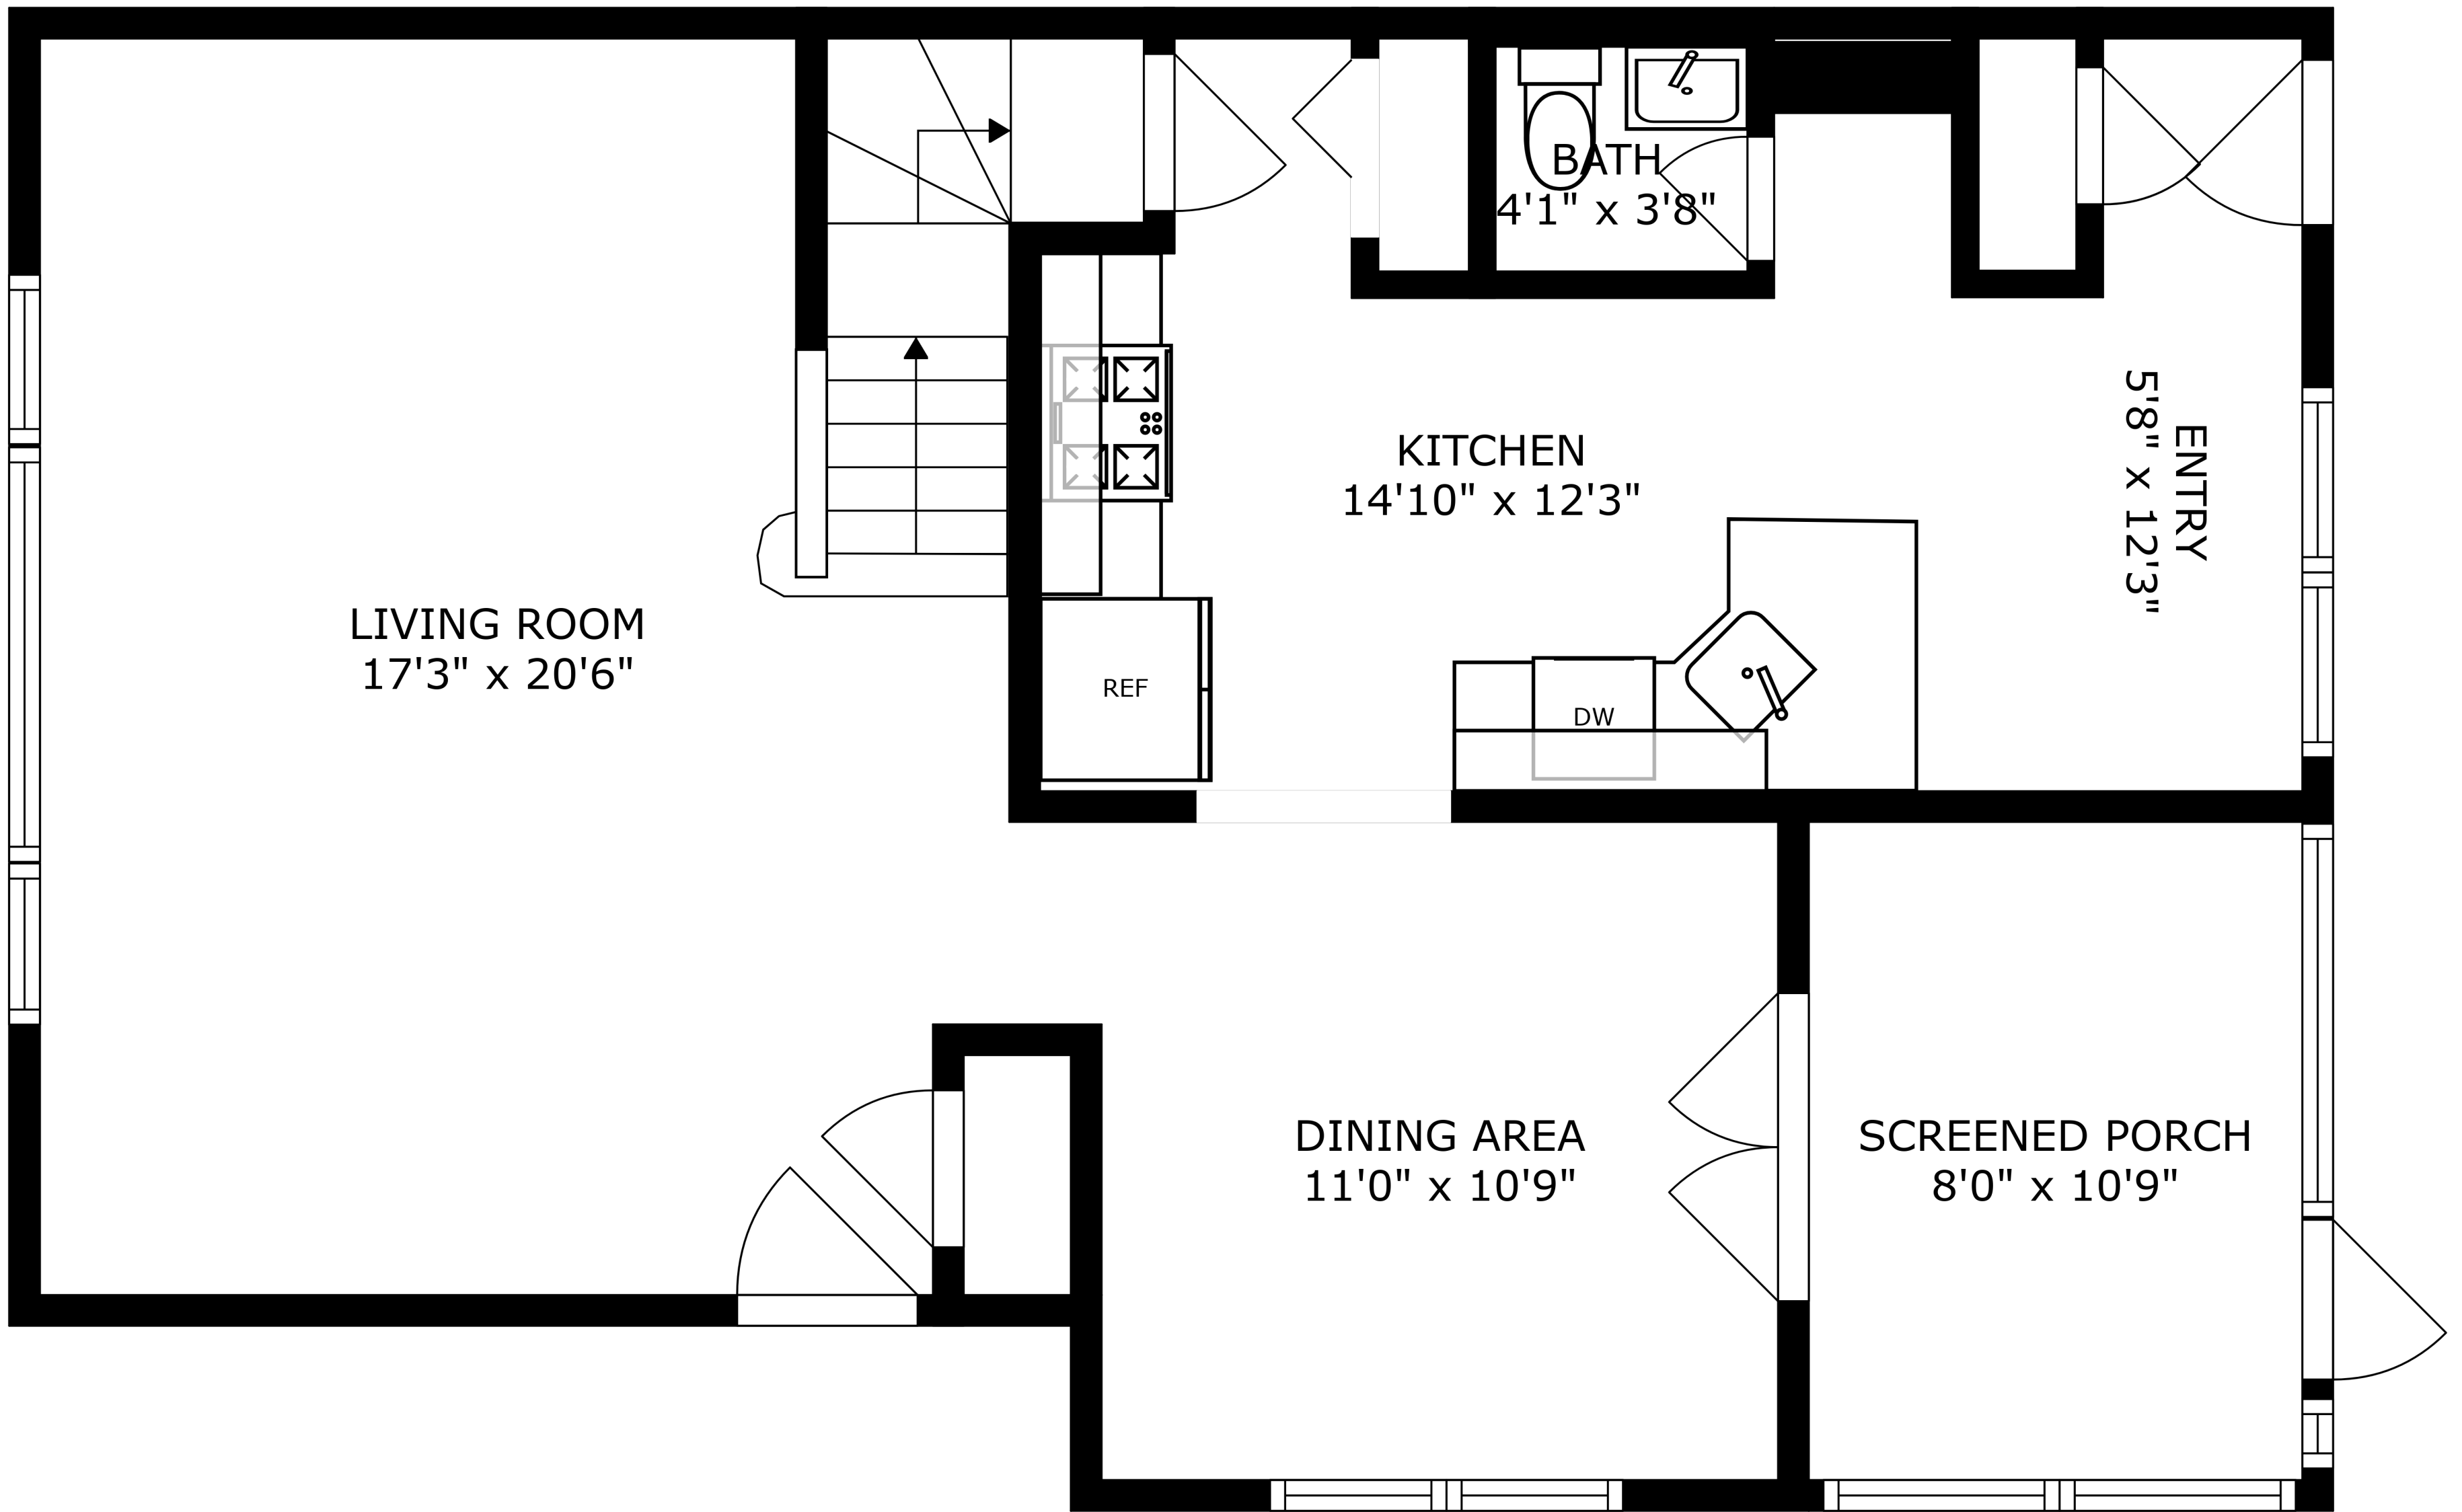 BATH
4'1" x 3'8"
KITCHEN
14'10" x 12'3"
ENTRY
5'8" x 12'3"
LIVING ROOM
17'3" x 20'6"
REF
DW
DINING AREA
11'0" x 10'9"
SCREENED PORCH
8'0" x 10'9"